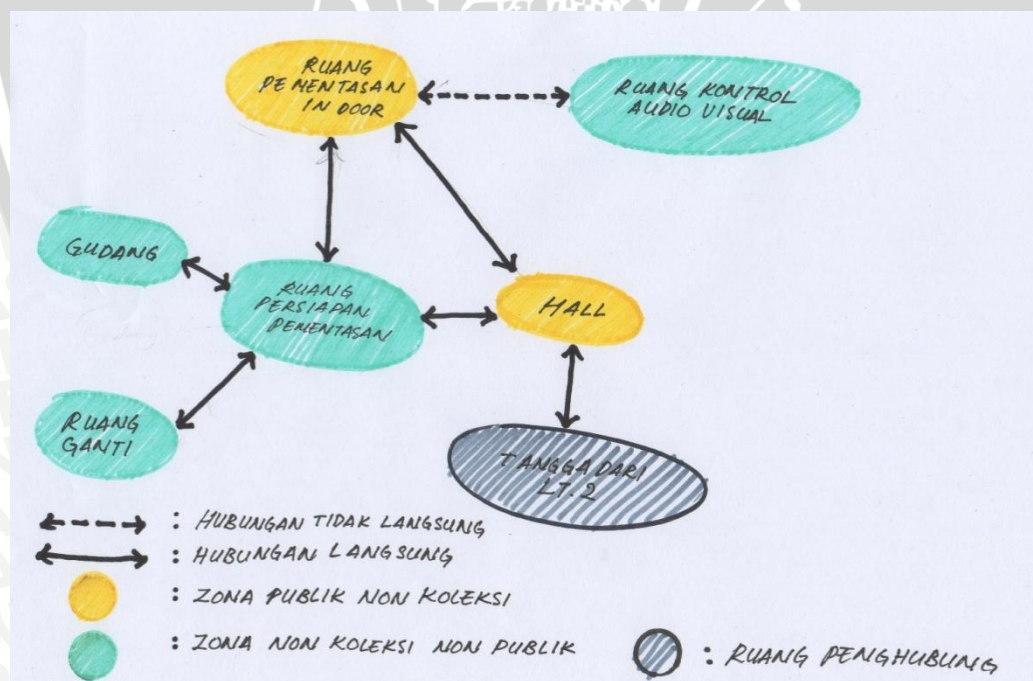 RUANG
PEMENTASAN
IN DOOR
RUANG KONTROL
AUDIO VISUAL
GUDANG
RUANG
PERSIAPAN
PEMENTASAN
HALL
RUANG
GANTI
TANGGA DARI
LT.2
: HUBUNGAN TIDAK LANGSUNG
: HUBUNGAN LANGSUNG
: ZONA PUBLIK NON KOLEKSI
: ZONA NON KOLEKSI NON PUBLIK
: RUANG PENGHUBUNG